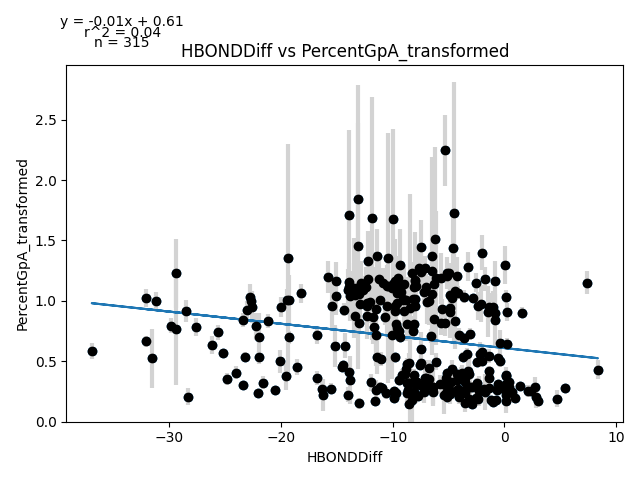 y = -0.01x + 0.61
r^2 = 0.04
n = 315
HBONDDiff vs PercentGpA_transformed
PercentGpA_transformed
2.5
2.0
1.5
1.0
0.5
0.0
−30
−20
−10
0
10
HBONDDiff